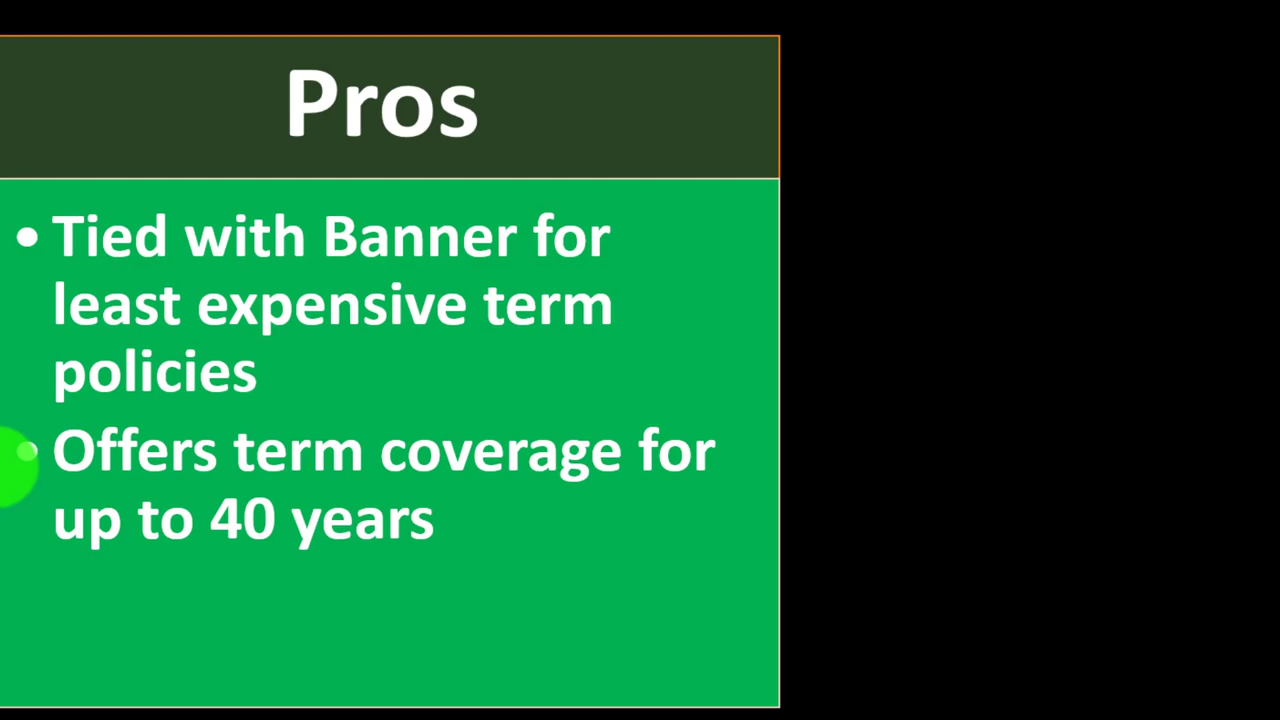 Pros
• Tied with Banner for
least expensive term
policies
• Offers term coverage for
up to 40 years